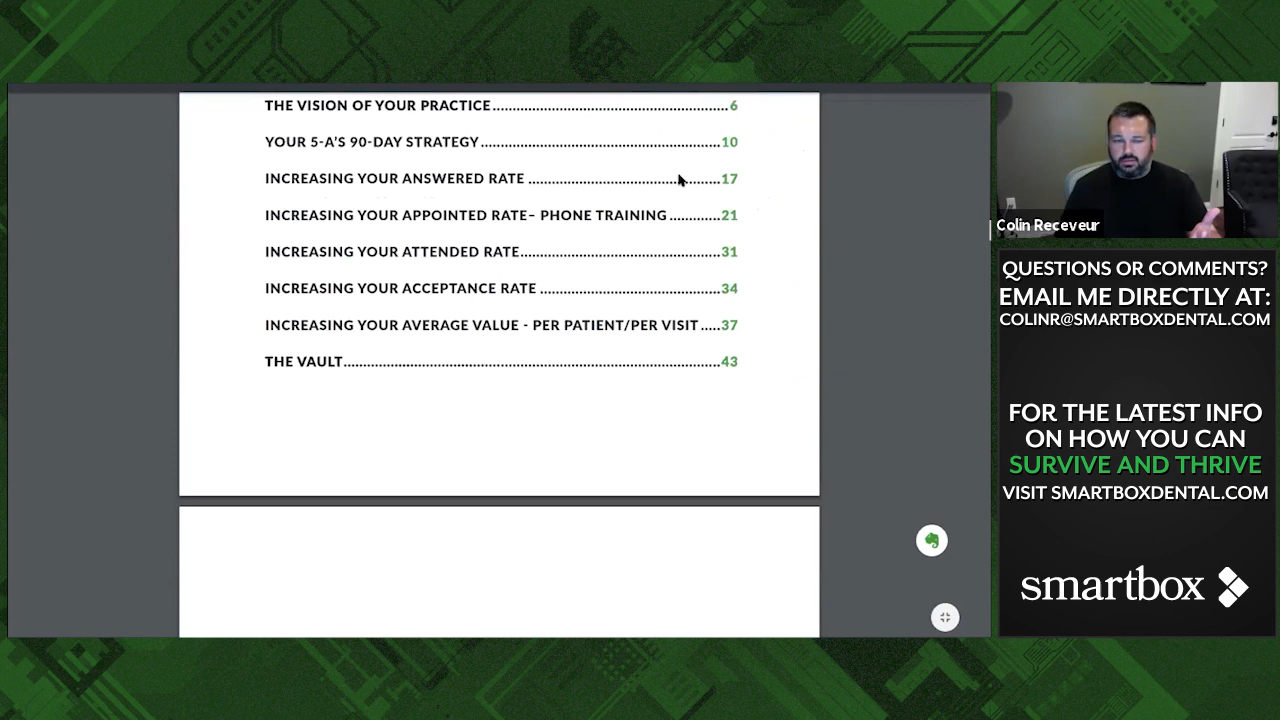 THE VISION OF YOUR PRACTICE............................................................6
YOUR 5-A'S 90-DAY STRATEGY............................................................10
INCREASING YOUR ANSWERED RATE ................................................17
INCREASING YOUR APPOINTED RATE– PHONE TRAINING.............21
INCREASING YOUR ATTENDED RATE..................................................31
INCREASING YOUR ACCEPTANCE RATE .............................................34
INCREASING YOUR AVERAGE VALUE - PER PATIENT/PER VISIT.....37
THE VAULT...............................................................................................43
Colin Receveur
QUESTIONS OR COMMENTS?
EMAIL ME DIRECTLY AT:
COLINR@SMARTBOXDENTAL.COM
FOR THE LATEST INFO
ON HOW YOU CAN
SURVIVE AND THRIVE
VISIT SMARTBOXDENTAL.COM
smartbox